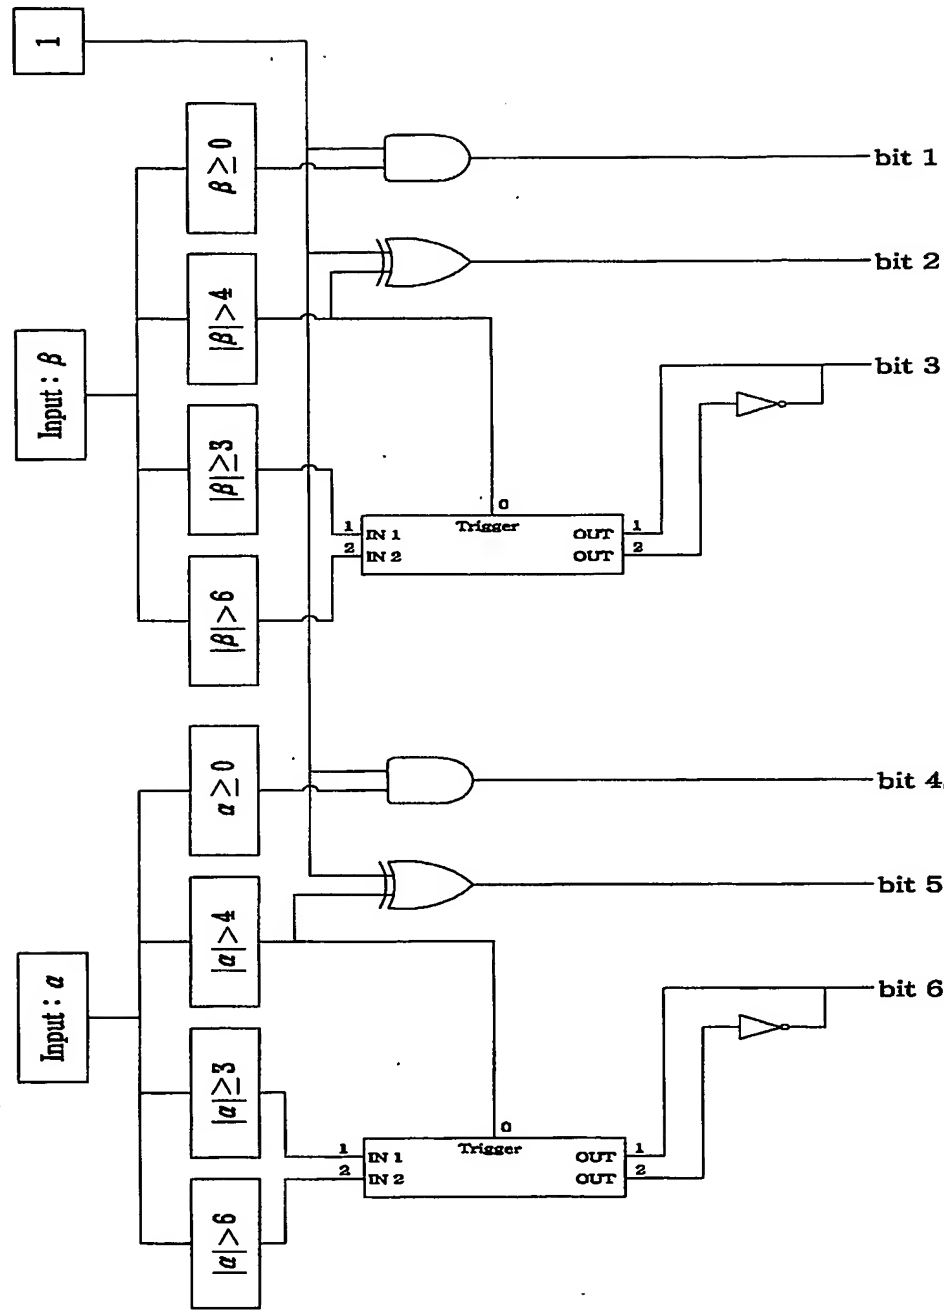 1
β≥0
bit 1
|β|>4
bit 2
Input: β
bit 3
|β|≥3
0
Trigger
1 IN 1 OUT 1
2 IN 2 OUT 2
|β|>6
α≥0
bit 4
|α|>4
bit 5
Input: α
bit 6
|α|≥3
0
Trigger
1 IN 1 OUT 1
2 IN 2 OUT 2
|α|>6